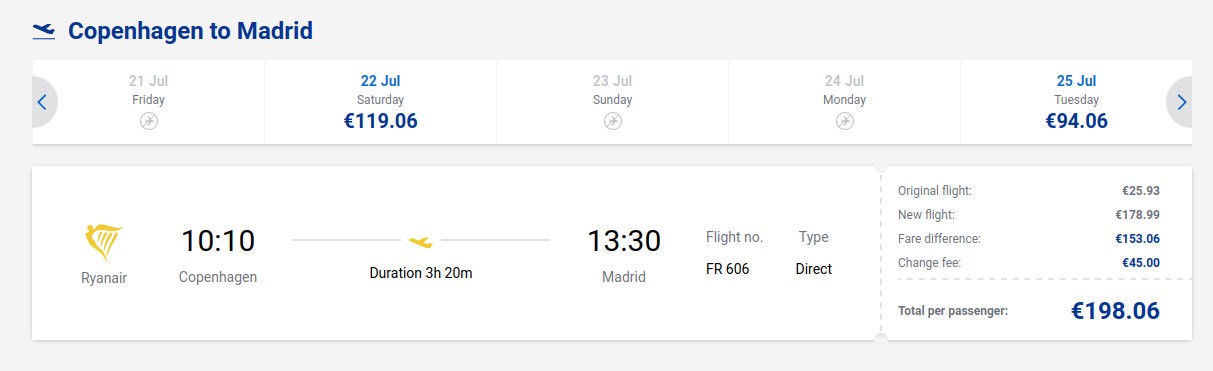 Copenhagen to Madrid
21 Jul
Friday
22 Jul
Saturday
€119.06
23 Jul
Sunday
24 Jul
Monday
25 Jul
Tuesday
€94.06
Ryanair
10:10
Copenhagen
Duration 3h 20m
13:30
Madrid
Flight no.
FR 606
Type
Direct
Original flight: €25.93
New flight: €178.99
Fare difference: €153.06
Change fee: €45.00
Total per passenger: €198.06